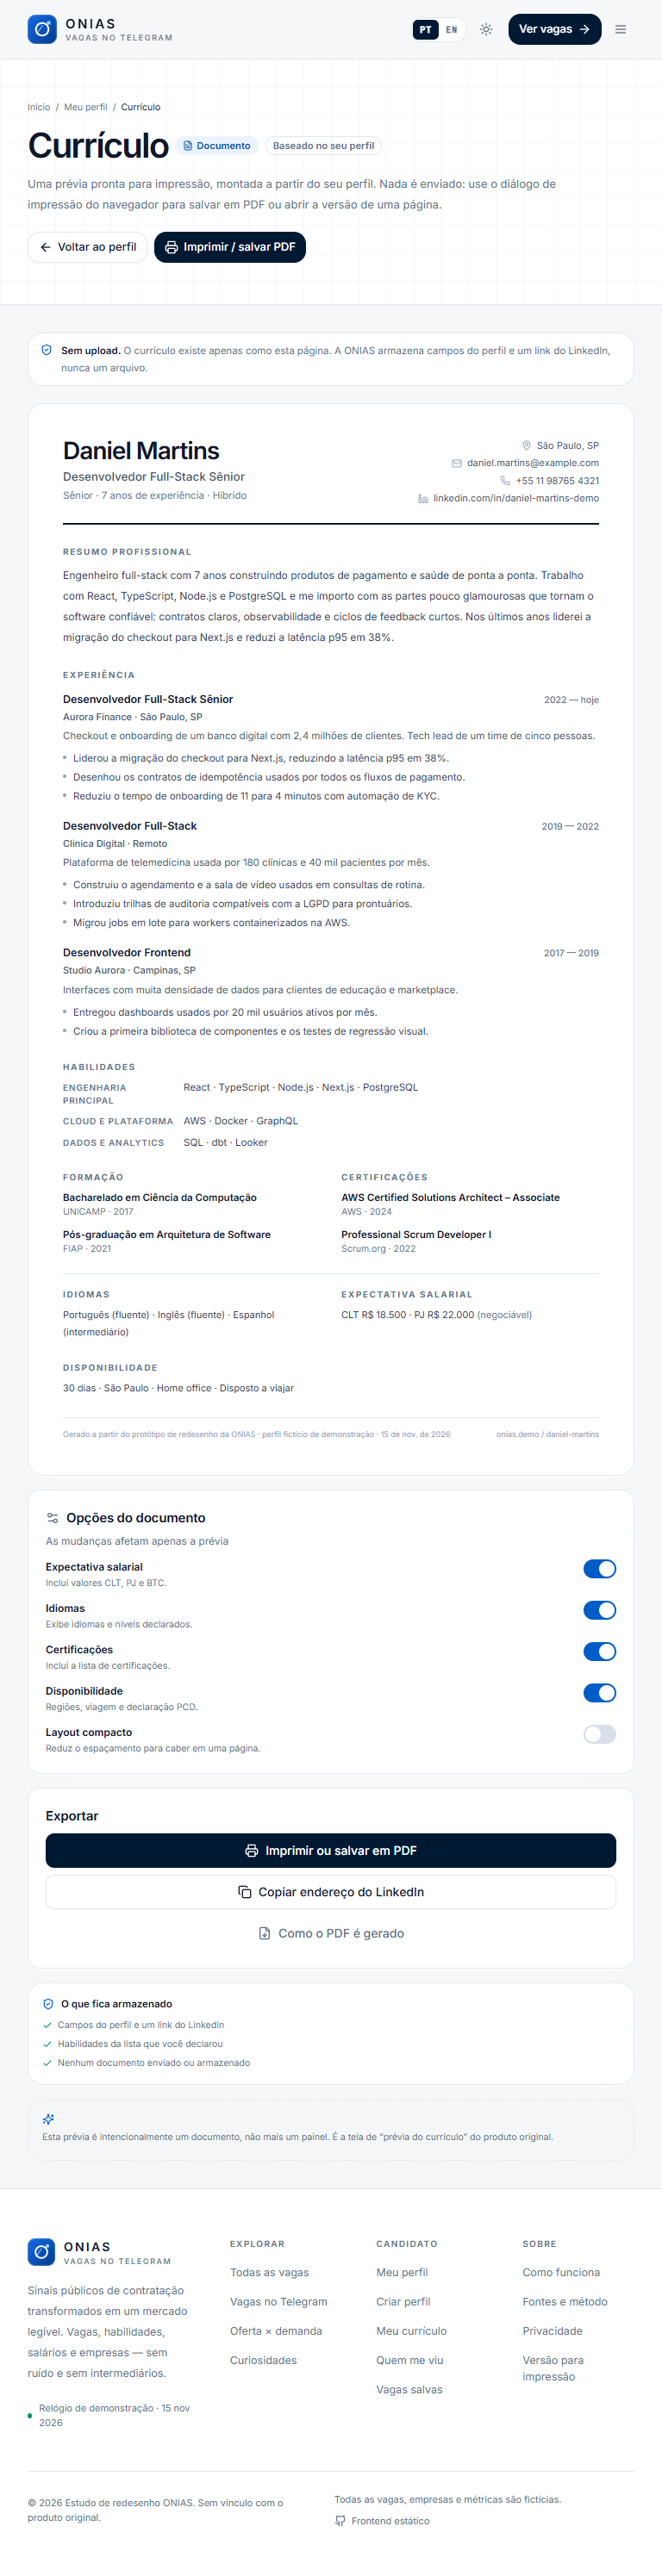 ONIAS
VAGAS NO TELEGRAM
PT EN
Ver vagas
Início / Meu perfil / Currículo
Currículo
Documento
Baseado no seu perfil
Uma prévia pronta para impressão, montada a partir do seu perfil. Nada é enviado: use o diálogo de
impressão do navegador para salvar em PDF ou abrir a versão de uma página.
Voltar ao perfil
Imprimir / salvar PDF
Sem upload. O currículo existe apenas como esta página. A ONIAS armazena campos do perfil e um link do LinkedIn,
nunca um arquivo.
Daniel Martins
Desenvolvedor Full-Stack Sênior
Sênior · 7 anos de experiência · Híbrido
São Paulo, SP
daniel.martins@example.com
+55 11 98765 4321
linkedin.com/in/daniel-martins-demo
RESUMO PROFISSIONAL
Engenheiro full-stack com 7 anos construindo produtos de pagamento e saúde de ponta a ponta. Trabalho
com React, TypeScript, Node.js e PostgreSQL e me importo com as partes pouco glamourosas que tornam o
software confiável: contratos claros, observabilidade e ciclos de feedback curtos. Nos últimos anos liderei a
migração do checkout para Next.js e reduzi a latência p95 em 38%.
EXPERIÊNCIA
Desenvolvedor Full-Stack Sênior
2022 — hoje
Aurora Finance · São Paulo, SP
Checkout e onboarding de um banco digital com 2,4 milhões de clientes. Tech lead de um time de cinco pessoas.
Liderou a migração do checkout para Next.js, reduzindo a latência p95 em 38%.
Desenhou os contratos de idempotência usados por todos os fluxos de pagamento.
Reduziu o tempo de onboarding de 11 para 4 minutos com automação de KYC.
Desenvolvedor Full-Stack
2019 — 2022
Clínica Digital · Remoto
Plataforma de telemedicina usada por 180 clínicas e 40 mil pacientes por mês.
Construiu o agendamento e a sala de vídeo usados em consultas de rotina.
Introduziu trilhas de auditoria compatíveis com a LGPD para prontuários.
Migrou jobs em lote para workers containerizados na AWS.
Desenvolvedor Frontend
2017 — 2019
Studio Aurora · Campinas, SP
Interfaces com muita densidade de dados para clientes de educação e marketplace.
Entregou dashboards usados por 20 mil usuários ativos por mês.
Criou a primeira biblioteca de componentes e os testes de regressão visual.
HABILIDADES
ENGENHARIA
PRINCIPAL
React · TypeScript · Node.js · Next.js · PostgreSQL
CLOUD E PLATAFORMA AWS · Docker · GraphQL
DADOS E ANALYTICS SQL · dbt · Looker
FORMAÇÃO
Bacharelado em Ciência da Computação
UNICAMP · 2017
Pós-graduação em Arquitetura de Software
FIAP · 2021
CERTIFICAÇÕES
AWS Certified Solutions Architect – Associate
AWS · 2024
Professional Scrum Developer I
Scrum.org · 2022
IDIOMAS
Português (fluente) · Inglês (fluente) · Espanhol
(intermediário)
EXPECTATIVA SALARIAL
CLT R$ 18.500 · PJ R$ 22.000 (negociável)
DISPONIBILIDADE
30 dias · São Paulo · Home office · Disposto a viajar
Gerado a partir do protótipo de redesenho da ONIAS · perfil fictício de demonstração · 15 de nov. de 2026
onias.demo / daniel-martins
Opções do documento
As mudanças afetam apenas a prévia
Expectativa salarial
Inclui valores CLT, PJ e BTC.
Idiomas
Exibe idiomas e níveis declarados.
Certificações
Inclui a lista de certificações.
Disponibilidade
Regiões, viagem e declaração PCD.
Layout compacto
Reduz o espaçamento para caber em uma página.
Exportar
Imprimir ou salvar em PDF
Copiar endereço do LinkedIn
Como o PDF é gerado
O que fica armazenado
Campos do perfil e um link do LinkedIn
Habilidades da lista que você declarou
Nenhum documento enviado ou armazenado
Esta prévia é intencionalmente um documento, não mais um painel. É a tela de “prévia do currículo” do produto original.
ONIAS
VAGAS NO TELEGRAM
Sinais públicos de contratação
transformados em um mercado
legível. Vagas, habilidades,
salários e empresas — sem
ruído e sem intermediários.
Relógio de demonstração · 15 nov
2026
EXPLORAR
Todas as vagas
Vagas no Telegram
Oferta × demanda
Curiosidades
CANDIDATO
Meu perfil
Criar perfil
Meu currículo
Quem me viu
Vagas salvas
SOBRE
Como funciona
Fontes e método
Privacidade
Versão para
impressão
© 2026 Estudo de redesenho ONIAS. Sem vínculo com o
produto original.
Todas as vagas, empresas e métricas são fictícias.
Frontend estático